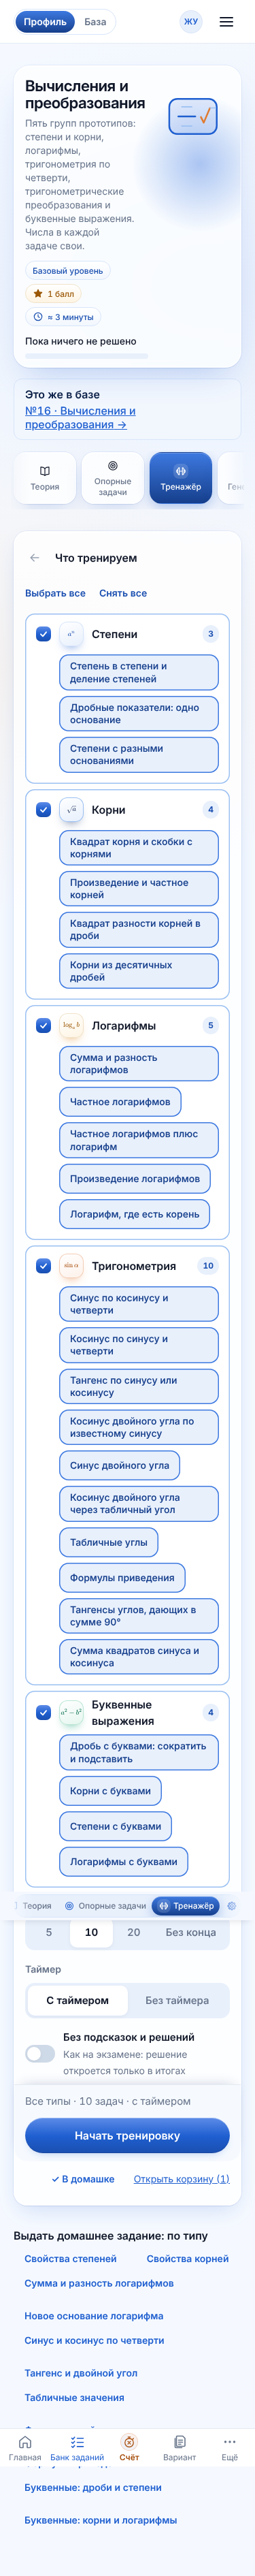 Профиль База ЖУ
Вычисления и
преобразования
Пять групп прототипов:
степени и корни,
логарифмы,
тригонометрия по
четверти,
тригонометрические
преобразования и
буквенные выражения.
Числа в каждой
задаче свои.
Базовый уровень
1 балл
≈ 3 минуты
Пока ничего не решено
Это же в базе
№16 · Вычисления и
преобразования →
Теория
Опорные
задачи
Тренажёр
Что тренируем
Выбрать все Снять все
aⁿ Степени 3
Степень в степени и
деление степеней
Дробные показатели: одно
основание
Степени с разными
основаниями
Корни 4
Квадрат корня и скобки с
корнями
Произведение и частное
корней
Квадрат разности корней в
дроби
Корни из десятичных
дробей
logₐ b Логарифмы 5
Сумма и разность
логарифмов
Частное логарифмов
Частное логарифмов плюс
логарифм
Произведение логарифмов
Логарифм, где есть корень
sin α Тригонометрия 10
Синус по косинусу и
четверти
Косинус по синусу и
четверти
Тангенс по синусу или
косинусу
Косинус двойного угла по
известному синусу
Синус двойного угла
Косинус двойного угла
через табличный угол
Табличные углы
Формулы приведения
Тангенсы углов, дающих в
сумме 90°
Сумма квадратов синуса и
косинуса
a² − b² Буквенные
выражения 4
Дробь с буквами: сократить
и подставить
Корни с буквами
Степени с буквами
Логарифмы с буквами
Теория Опорные задачи Тренажёр
5 10 20 Без конца
Таймер
С таймером Без таймера
Без подсказок и решений
Как на экзамене: решение
откроется только в итогах
Все типы · 10 задач · с таймером
Начать тренировку
✓ В домашке Открыть корзину (1)
Выдать домашнее задание: по типу
Свойства степеней Свойства корней
Сумма и разность логарифмов
Новое основание логарифма
Синус и косинус по четверти
Тангенс и двойной угол
Табличные значения
Главная Банк заданий Счёт Вариант Ещё
Буквенные: дроби и степени
Буквенные: корни и логарифмы